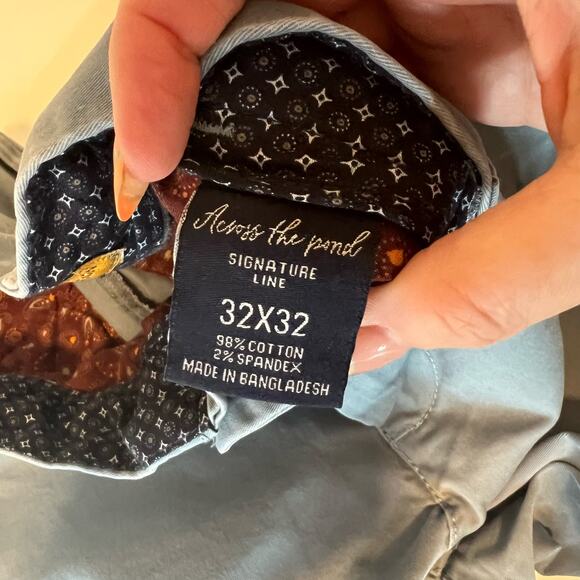 Across the pond
SIGNATURE
LINE
32X32
98% COTTON
2% SPANDEX
MADE IN BANGLADESH